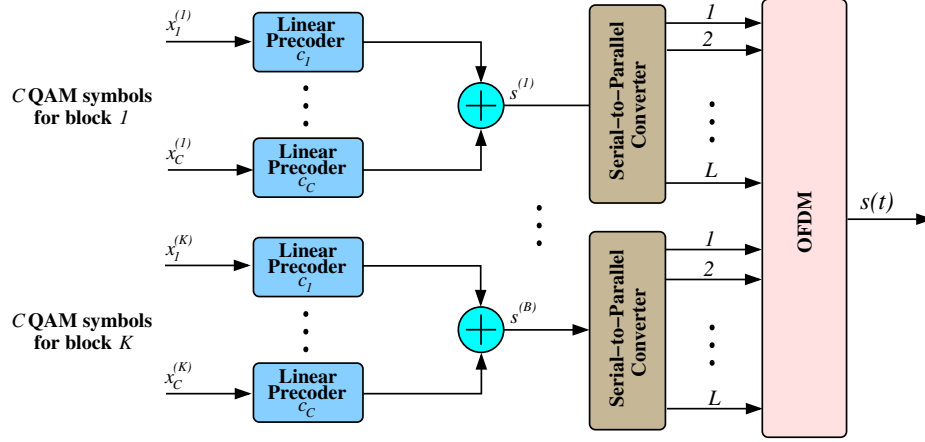 x_1^(1)
Linear
Precoder
c_1
C QAM symbols
for block 1
x_C^(1)
Linear
Precoder
c_C
s^(1)
Serial-to-Parallel
Converter
1
2
L
x_1^(K)
Linear
Precoder
c_1
C QAM symbols
for block K
x_C^(K)
Linear
Precoder
c_C
s^(B)
Serial-to-Parallel
Converter
1
2
L
OFDM
s(t)